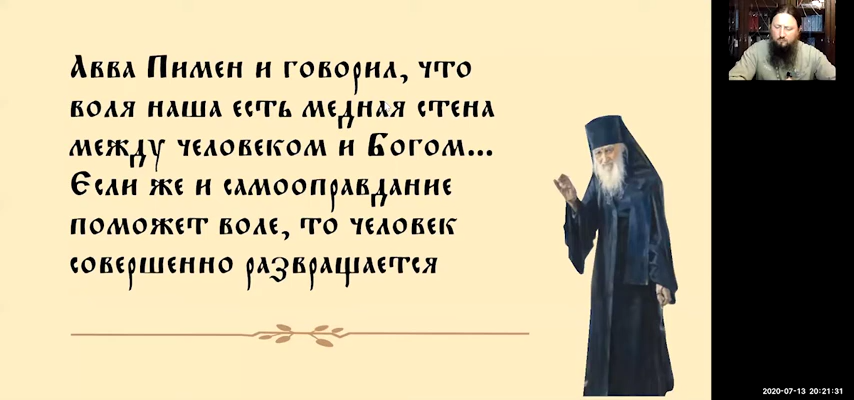 Авва Пимен и говорил, что
воля наша есть медная стена
между человеком и Богом...
Если же и самооправдание
поможет воле, то человек
совершенно развращается
2020-07-13 20:21:31